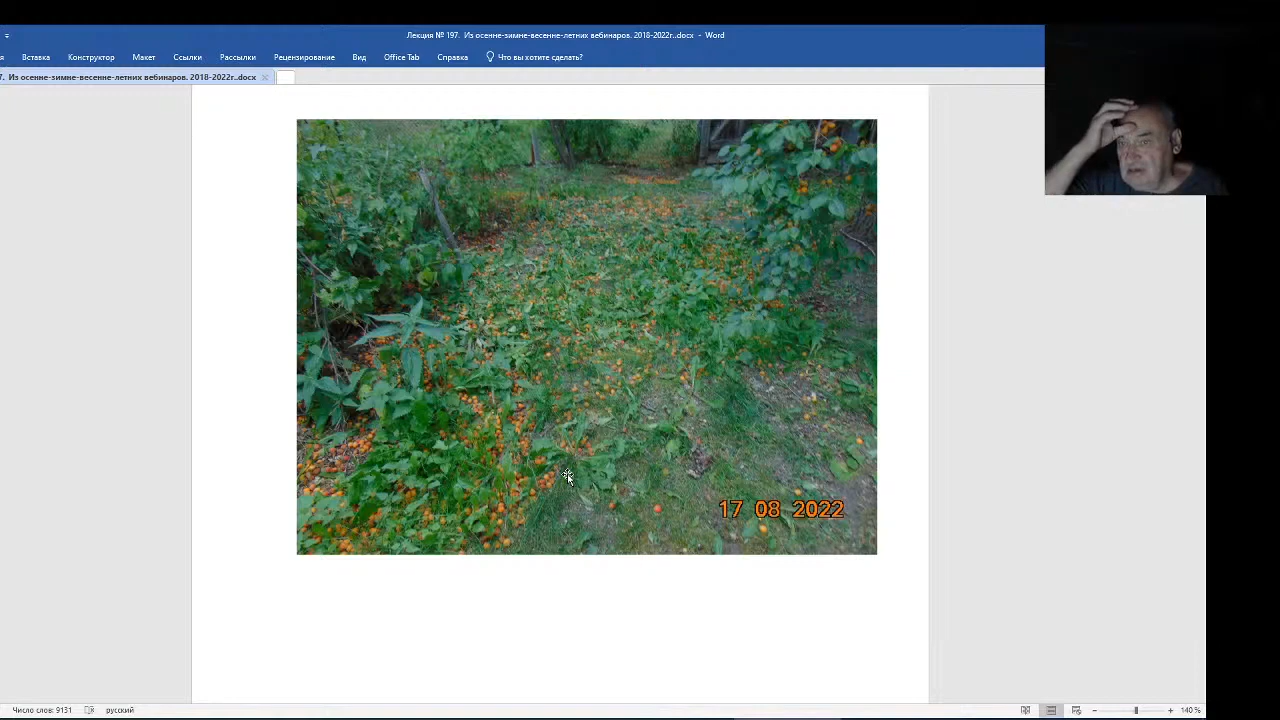 Лекция № 197. Из осенне-зимне-весенне-летних вебинаров. 2018-2022г..docx - Word
я Вставка Конструктор Макет Ссылки Рассылки Рецензирование Вид Office Tab Справка Что вы хотите сделать?
7. Из осенне-зимне-весенне-летних вебинаров. 2018-2022г..docx
17 08 2022
Число слов: 9131 русский 140 %